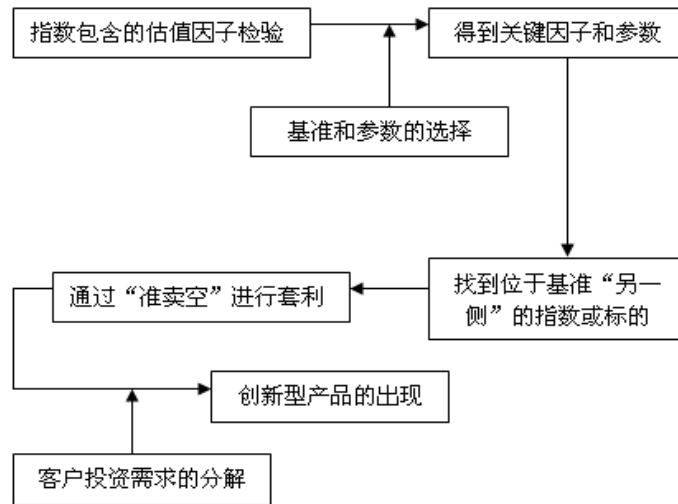 指数包含的估值因子检验
得到关键因子和参数
基准和参数的选择
找到位于基准“另一
侧”的指数或标的
通过“准卖空”进行套利
创新型产品的出现
客户投资需求的分解